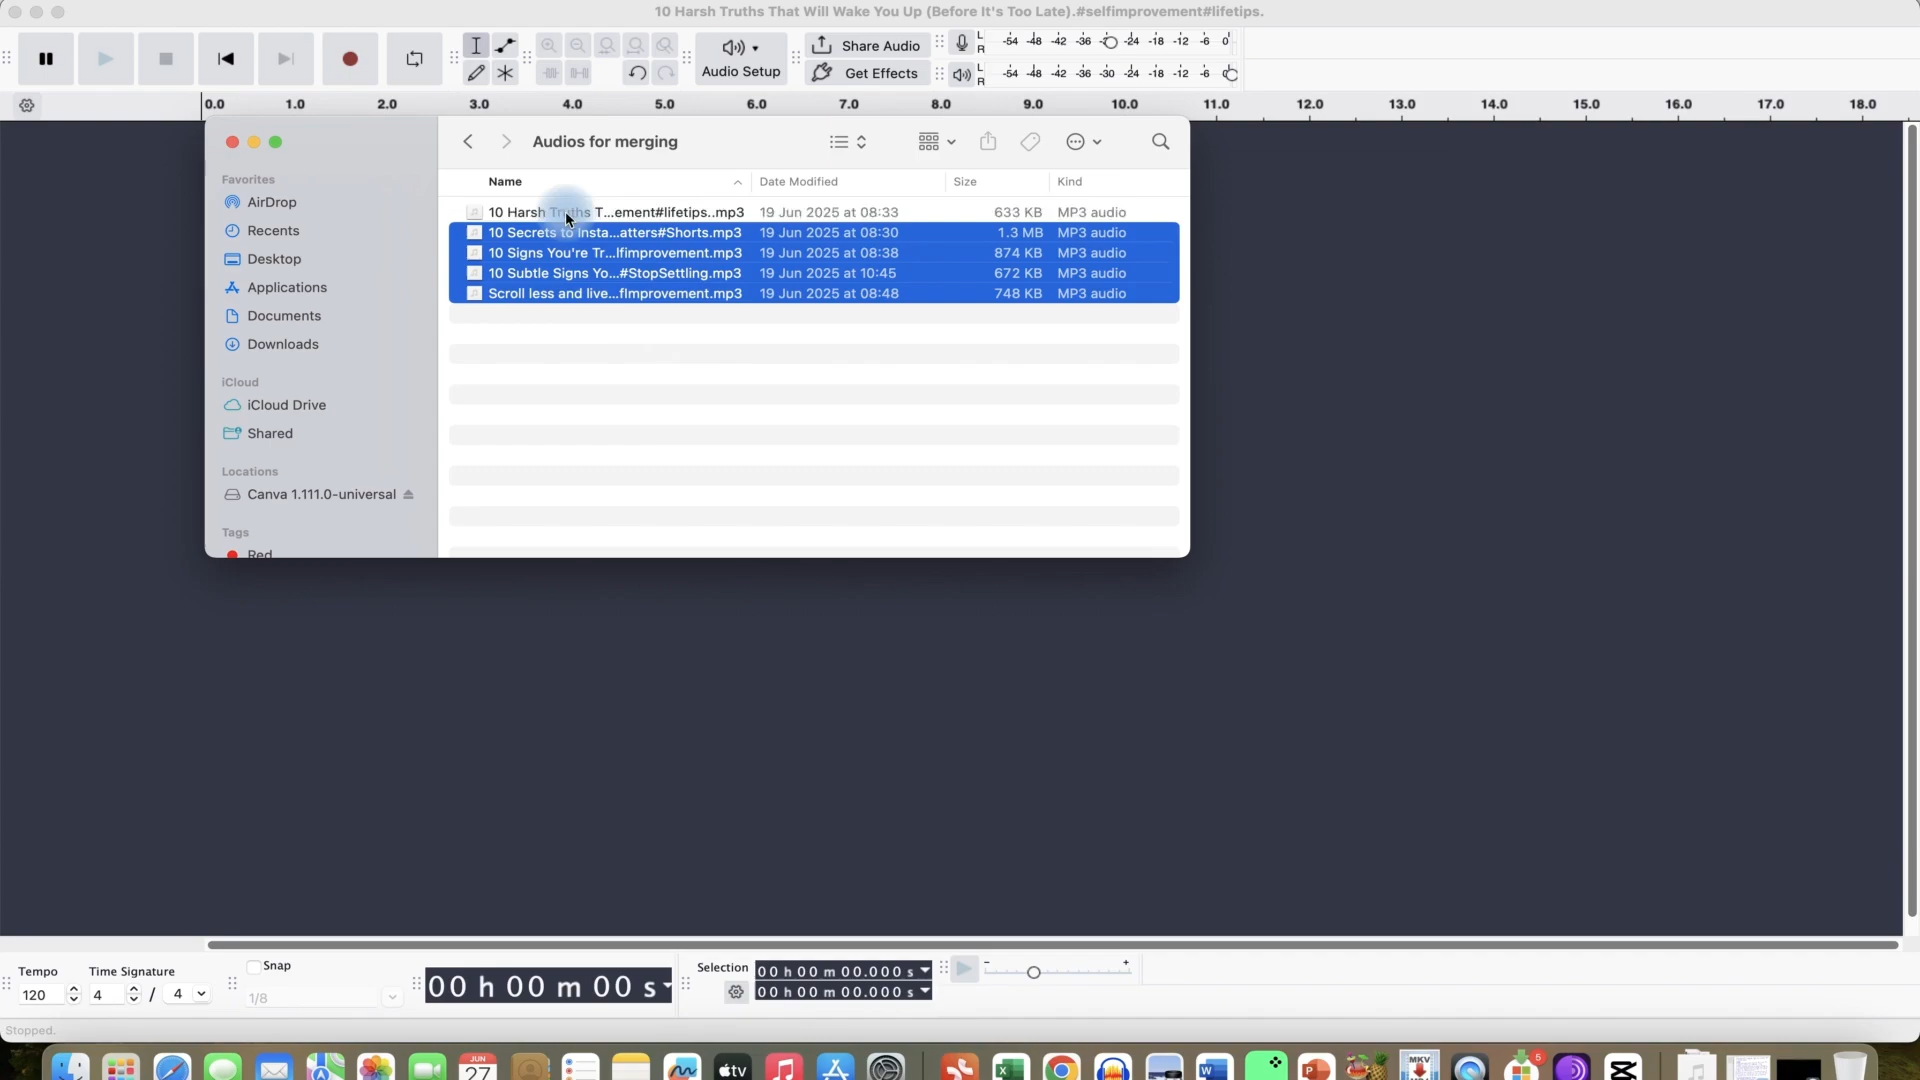 10 Harsh Truths That Will Wake You Up (Before It's Too Late).#selfimprovement#lifetips.
Audio Setup
Share Audio
Get Effects
L
R
-54 -48 -42 -36 -30 -24 -18 -12 -6 0
L
R
-54 -48 -42 -36 -30 -24 -18 -12 -6 0
0.0 1.0 2.0 3.0 4.0 5.0 6.0 7.0 8.0 9.0 10.0 11.0 12.0 13.0 14.0 15.0 16.0 17.0 18.0
Audios for merging
Favorites
AirDrop
Recents
Desktop
Applications
Documents
Downloads
iCloud
iCloud Drive
Shared
Locations
Canva 1.111.0-universal
Tags
Red
Name Date Modified Size Kind
10 Harsh Truths T...ement#lifetips..mp3 19 Jun 2025 at 08:33 633 KB MP3 audio
10 Secrets to Insta...atters#Shorts.mp3 19 Jun 2025 at 08:30 1.3 MB MP3 audio
10 Signs You're Tr...lfimprovement.mp3 19 Jun 2025 at 08:38 874 KB MP3 audio
10 Subtle Signs Yo...#StopSettling.mp3 19 Jun 2025 at 10:45 672 KB MP3 audio
Scroll less and live...fImprovement.mp3 19 Jun 2025 at 08:48 748 KB MP3 audio
Tempo
120
Time Signature
4 / 4
Snap
1/8
00 h 00 m 00 s
Selection
00 h 00 m 00.000 s
00 h 00 m 00.000 s
- +
Stopped.
JUN
27
tv
X
W
P
MKV
5